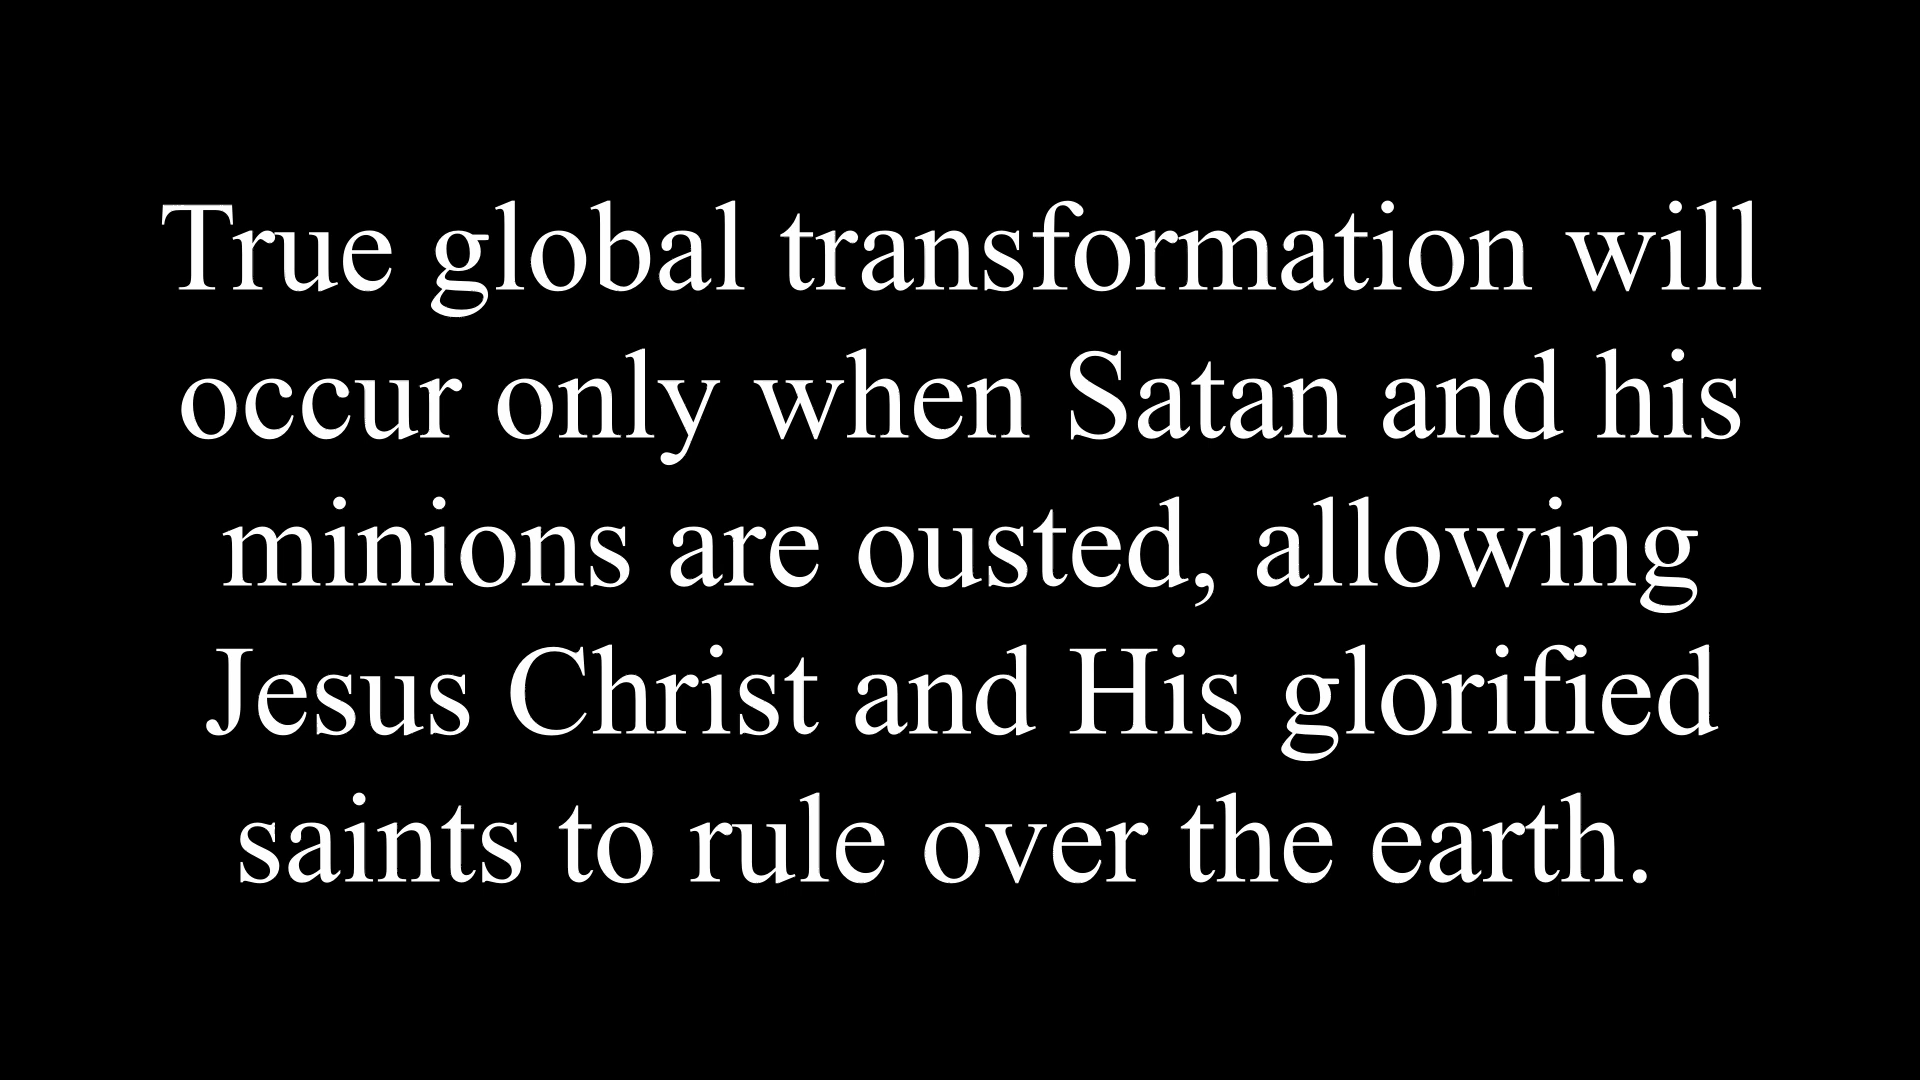 True global transformation will
occur only when Satan and his
minions are ousted, allowing
Jesus Christ and His glorified
saints to rule over the earth.